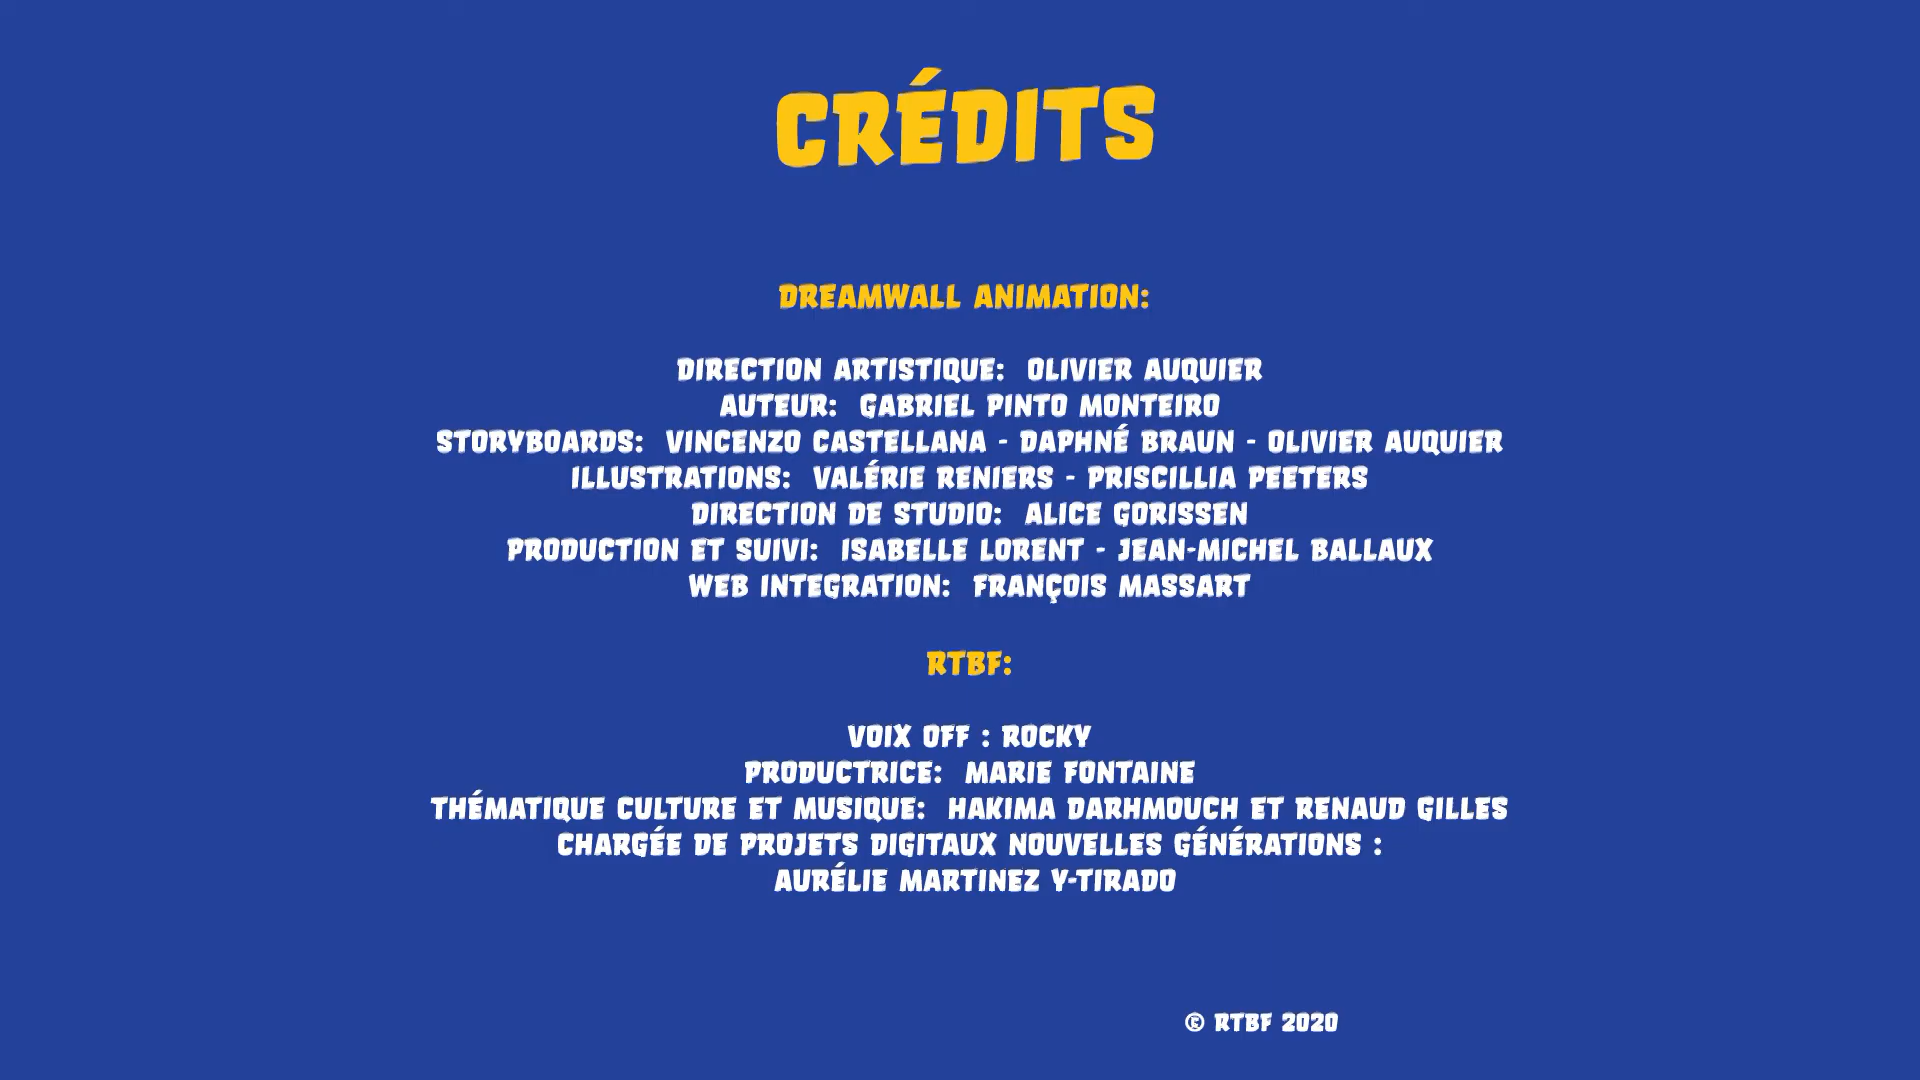 CRÉDITS
DREAMWALL ANIMATION:
DIRECTION ARTISTIQUE: OLIVIER AUQUIER
AUTEUR: GABRIEL PINTO MONTEIRO
STORYBOARDS: VINCENZO CASTELLANA - DAPHNÉ BRAUN - OLIVIER AUQUIER
ILLUSTRATIONS: VALÉRIE RENIERS - PRISCILLIA PEETERS
DIRECTION DE STUDIO: ALICE GORISSEN
PRODUCTION ET SUIVI: ISABELLE LORENT - JEAN-MICHEL BALLAUX
WEB INTEGRATION: FRANÇOIS MASSART
RTBF:
VOIX OFF : ROCKY
PRODUCTRICE: MARIE FONTAINE
THÉMATIQUE CULTURE ET MUSIQUE: HAKIMA DARHMOUCH ET RENAUD GILLES
CHARGÉE DE PROJETS DIGITAUX NOUVELLES GÉNÉRATIONS :
AURÉLIE MARTINEZ Y-TIRADO
© RTBF 2020